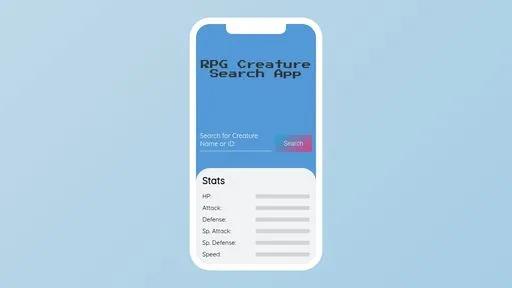 RPG Creature
Search App
Search for Creature
Name or ID:
Search
Stats
HP:
Attack:
Defense:
Sp. Attack:
Sp. Defense:
Speed: